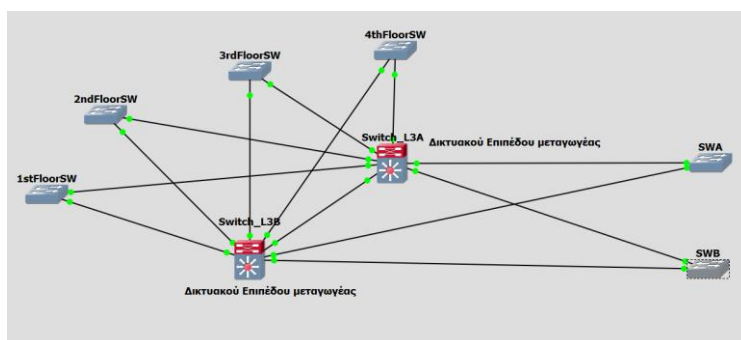 4thFloorSW
3rdFloorSW
2ndFloorSW
Switch_L3A
Δικτυακού Επιπέδου μεταγωγέας
SWA
1stFloorSW
Switch_L3B
SWB
Δικτυακού Επιπέδου μεταγωγέας